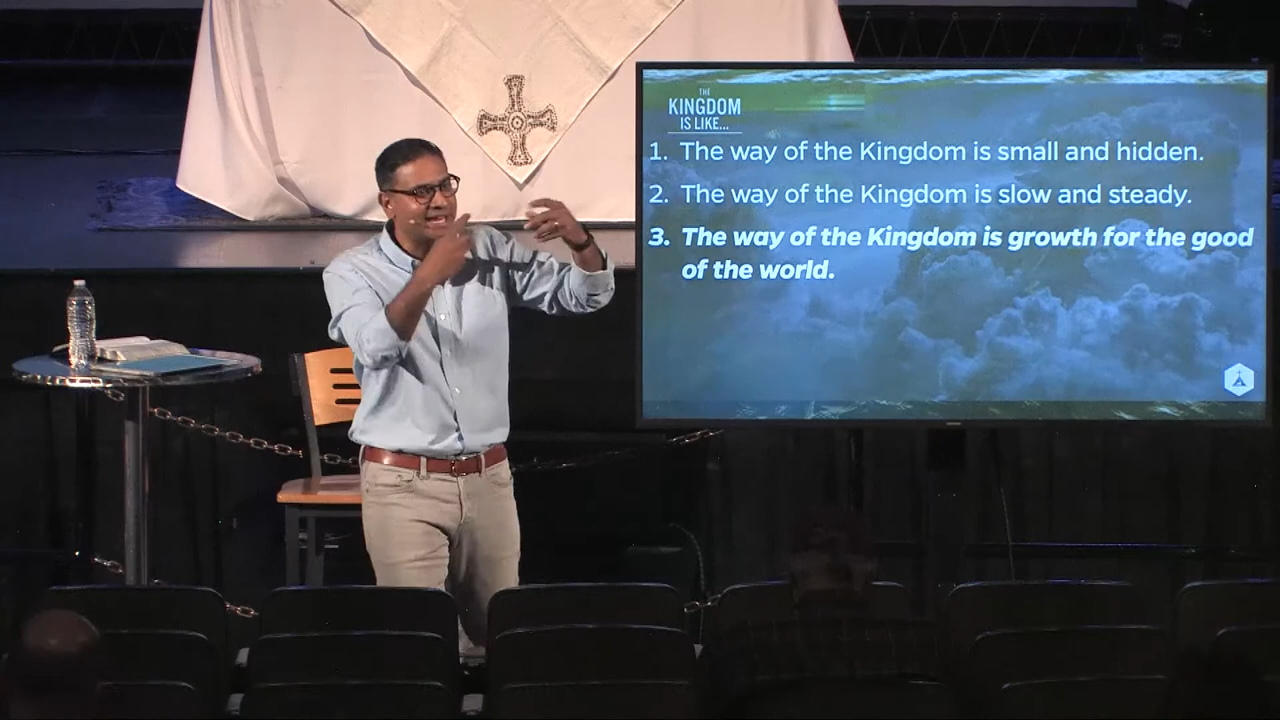 THE
KINGDOM
IS LIKE...
1. The way of the Kingdom is small and hidden.
2. The way of the Kingdom is slow and steady.
3. The way of the Kingdom is growth for the good
of the world.